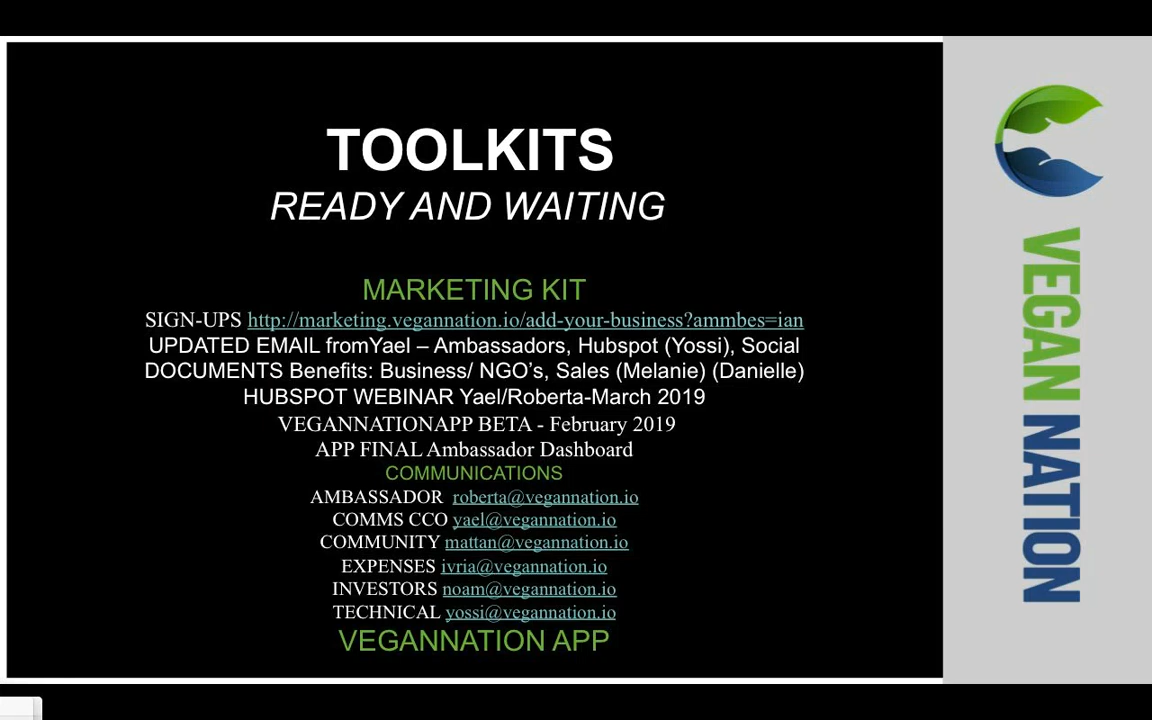 TOOLKITS
READY AND WAITING
MARKETING KIT
SIGN-UPS http://marketing.vegannation.io/add-your-business?ammbes=ian
UPDATED EMAIL fromYael – Ambassadors, Hubspot (Yossi), Social
DOCUMENTS Benefits: Business/ NGO's, Sales (Melanie) (Danielle)
HUBSPOT WEBINAR Yael/Roberta-March 2019
VEGANNATIONAPP BETA - February 2019
APP FINAL Ambassador Dashboard
COMMUNICATIONS
AMBASSADOR roberta@vegannation.io
COMMS CCO yael@vegannation.io
COMMUNITY mattan@vegannation.io
EXPENSES ivria@vegannation.io
INVESTORS noam@vegannation.io
TECHNICAL yossi@vegannation.io
VEGANNATION APP
VEGAN NATION